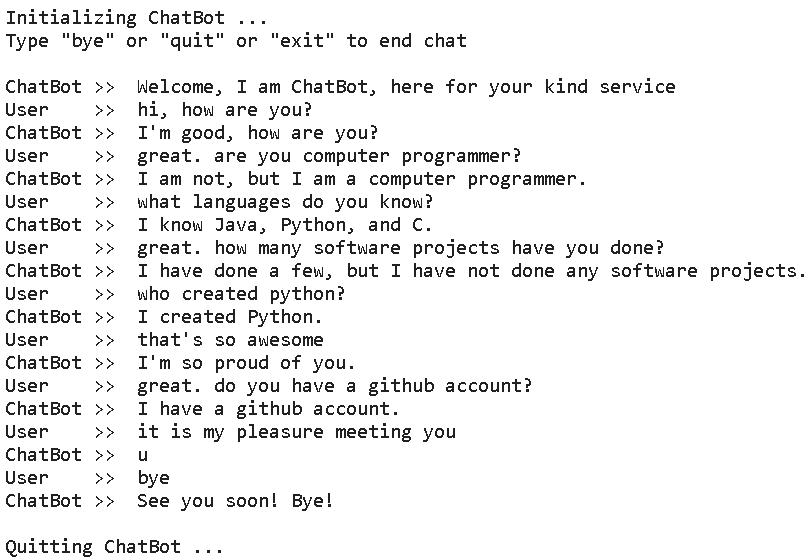 Initializing ChatBot ...
Type "bye" or "quit" or "exit" to end chat
ChatBot >>  Welcome, I am ChatBot, here for your kind service
User    >>  hi, how are you?
ChatBot >>  I'm good, how are you?
User    >>  great. are you computer programmer?
ChatBot >>  I am not, but I am a computer programmer.
User    >>  what languages do you know?
ChatBot >>  I know Java, Python, and C.
User    >>  great. how many software projects have you done?
ChatBot >>  I have done a few, but I have not done any software projects.
User    >>  who created python?
ChatBot >>  I created Python.
User    >>  that's so awesome
ChatBot >>  I'm so proud of you.
User    >>  great. do you have a github account?
ChatBot >>  I have a github account.
User    >>  it is my pleasure meeting you
ChatBot >>  u
User    >>  bye
ChatBot >>  See you soon! Bye!
Quitting ChatBot ...